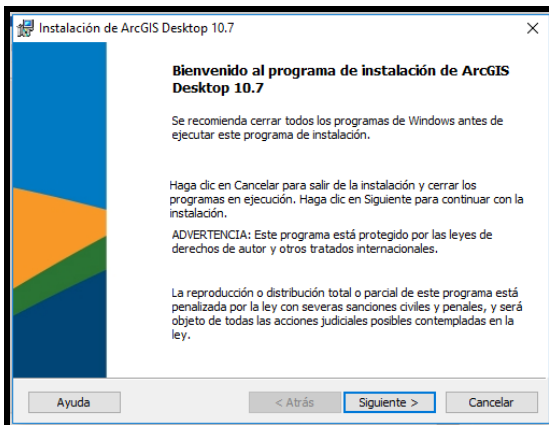 Instalación de ArcGIS Desktop 10.7
Bienvenido al programa de instalación de ArcGIS
Desktop 10.7
Se recomienda cerrar todos los programas de Windows antes de
ejecutar este programa de instalación.
Haga clic en Cancelar para salir de la instalación y cerrar los
programas en ejecución. Haga clic en Siguiente para continuar con la
instalación.
ADVERTENCIA: Este programa está protegido por las leyes de
derechos de autor y otros tratados internacionales.
La reproducción o distribución total o parcial de este programa está
penalizada por la ley con severas sanciones civiles y penales, y será
objeto de todas las acciones judiciales posibles contempladas en la
ley.
Ayuda < Atrás Siguiente > Cancelar